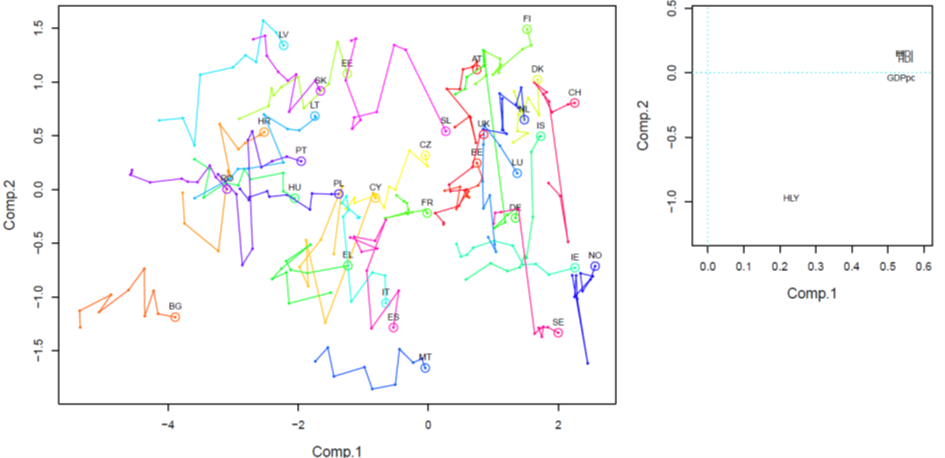 Comp.2
1.5
1.0
0.5
0.0
−0.5
−1.0
−1.5
−4
−2
0
2
Comp.1
LV
EE
SK
LT
HR
PT
HU
PL
CY
CZ
SL
FR
EL
IT
ES
MT
BG
FI
AT
DK
CH
NL
UK
IS
BE
LU
DE
IE
NO
SE
Comp.2
0.5
0.0
−0.5
−1.0
0.0
0.1
0.2
0.3
0.4
0.5
0.6
Comp.1
HDI
GDPpc
HLY